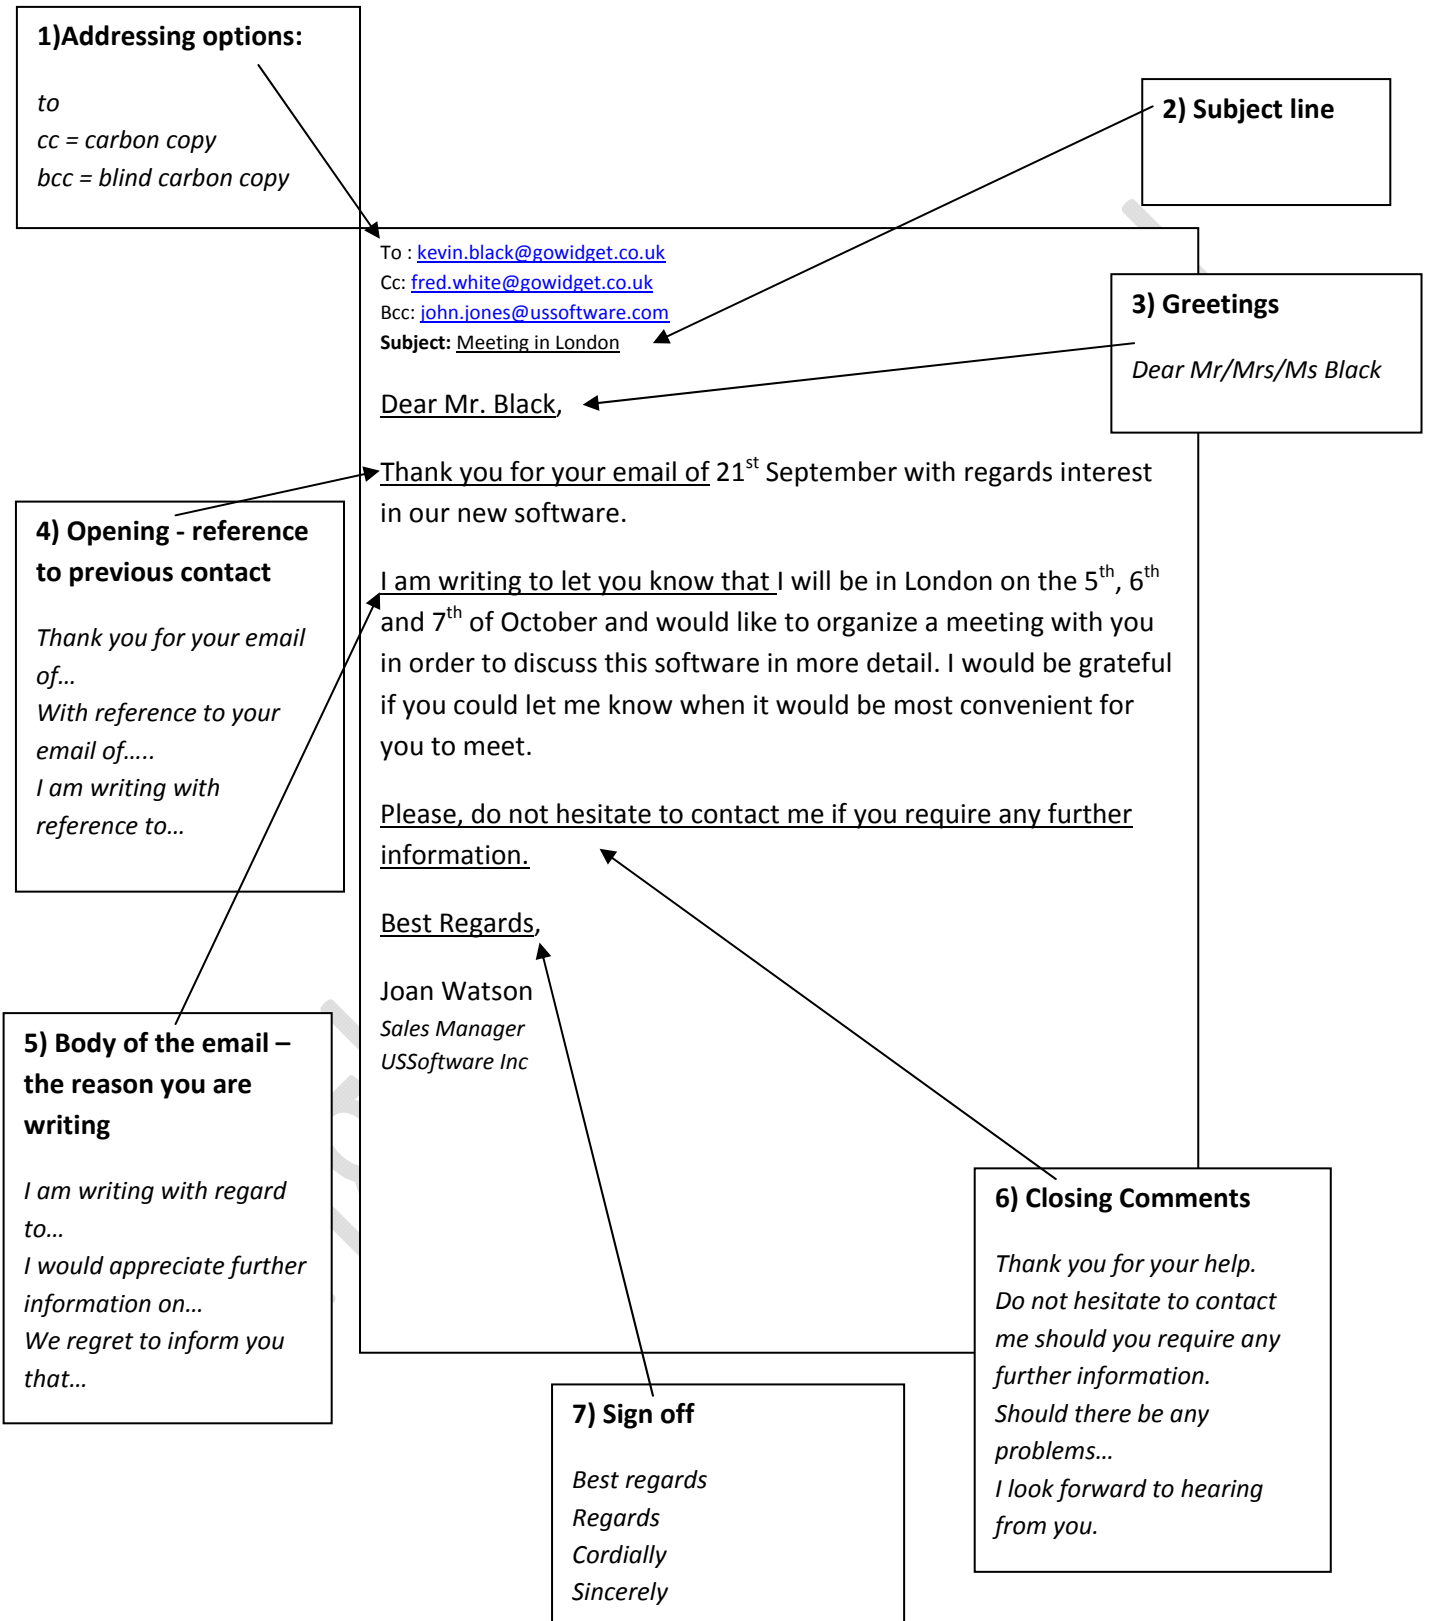 1)Addressing options:
to
cc = carbon copy
bcc = blind carbon copy
2) Subject line
To : kevin.black@gowidget.co.uk
Cc: fred.white@gowidget.co.uk
Bcc: john.jones@ussoftware.com
Subject: Meeting in London
3) Greetings
Dear Mr/Mrs/Ms Black
Dear Mr. Black,
Thank you for your email of 21st September with regards interest
in our new software.
4) Opening - reference
to previous contact
Thank you for your email
of…
With reference to your
email of…..
I am writing with
reference to…
I am writing to let you know that I will be in London on the 5th, 6th
and 7th of October and would like to organize a meeting with you
in order to discuss this software in more detail. I would be grateful
if you could let me know when it would be most convenient for
you to meet.
Please, do not hesitate to contact me if you require any further
information.
Best Regards,
Joan Watson
Sales Manager
USSoftware Inc
5) Body of the email –
the reason you are
writing
I am writing with regard
to…
I would appreciate further
information on…
We regret to inform you
that…
6) Closing Comments
Thank you for your help.
Do not hesitate to contact
me should you require any
further information.
Should there be any
problems…
I look forward to hearing
from you.
7) Sign off
Best regards
Regards
Cordially
Sincerely